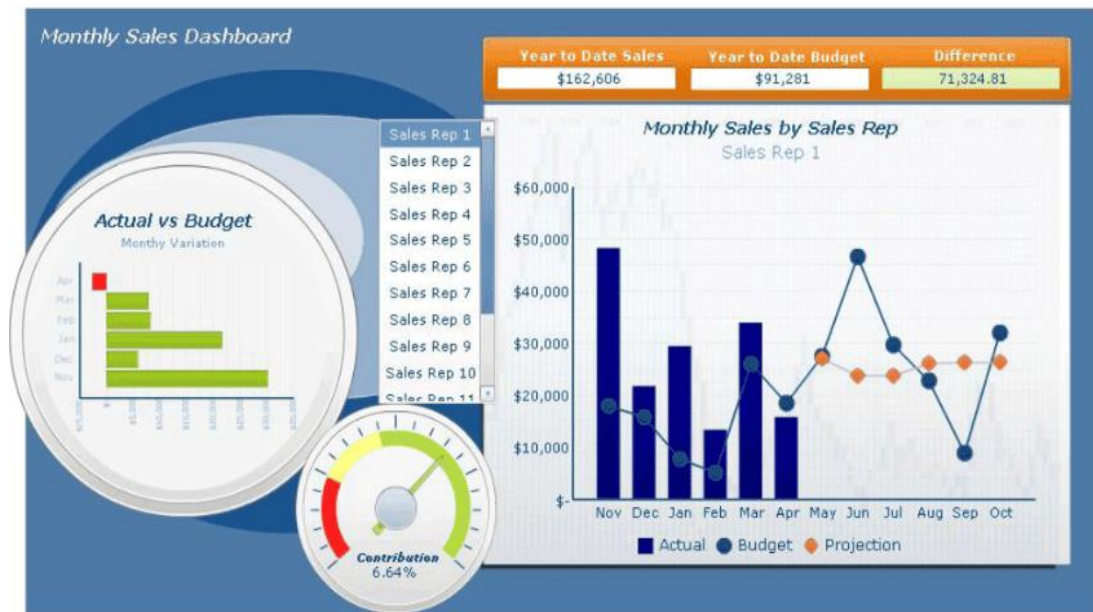 Monthly Sales Dashboard
Year to Date Sales Year to Date Budget Difference
$162,606 $91,281 71,324.81
Sales Rep 1
Sales Rep 2
Sales Rep 3
Sales Rep 4
Sales Rep 5
Sales Rep 6
Sales Rep 7
Sales Rep 8
Sales Rep 9
Sales Rep 10
Sales Rep 11
Actual vs Budget
Monthy Variation
Apr
Mar
Feb
Jan
Dec
Nov
Contribution
6.64%
Monthly Sales by Sales Rep
Sales Rep 1
$60,000
$50,000
$40,000
$30,000
$20,000
$10,000
$-
Nov Dec Jan Feb Mar Apr May Jun Jul Aug Sep Oct
Actual Budget Projection